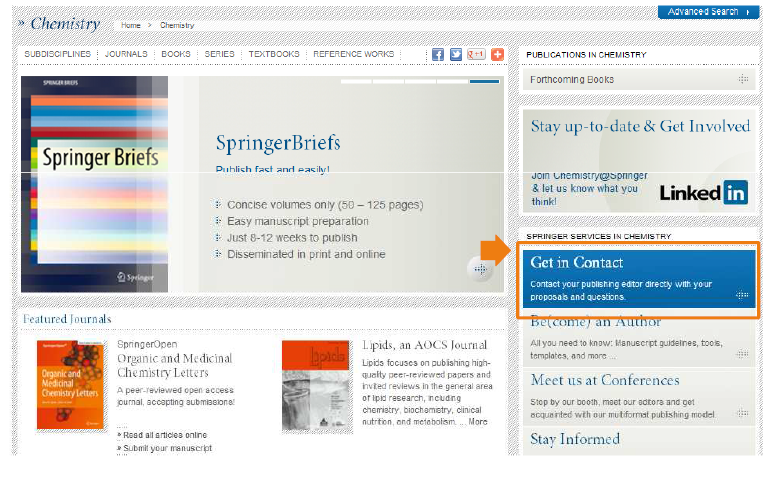 Advanced Search
» Chemistry
Home > Chemistry
SUBDISCIPLINES JOURNALS BOOKS SERIES TEXTBOOKS REFERENCE WORKS
g +1
SPRINGER BRIEFS
Springer Briefs
Springer
SpringerBriefs
Publish fast and easily!
Concise volumes only (50 – 125 pages)
Easy manuscript preparation
Just 8-12 weeks to publish
Disseminated in print and online
Featured Journals
Organic and
Medicinal
Chemistry Letters
SpringerOpen
Organic and Medicinal
Chemistry Letters
A peer-reviewed open access
journal, accepting submissions!
....
» Read all articles online
» Submit your manuscript
Lipids
Lipids, an AOCS Journal
Lipids focuses on publishing high-
quality peer-reviewed papers and
invited reviews in the general area
of lipid research, including
chemistry, biochemistry, clinical
nutrition, and metabolism. ... More
PUBLICATIONS IN CHEMISTRY
Forthcoming Books
Stay up-to-date & Get Involved
Join Chemistry@Springer
& let us know what you
think!
Linked in
SPRINGER SERVICES IN CHEMISTRY
Get in Contact
Contact your publishing editor directly with your
proposals and questions.
Be(come) an Author
All you need to know: Manuscript guidelines, tools,
templates, and more ...
Meet us at Conferences
Stop by our booth, meet our editors and get
acquainted with our multiformat publishing model
Stay Informed